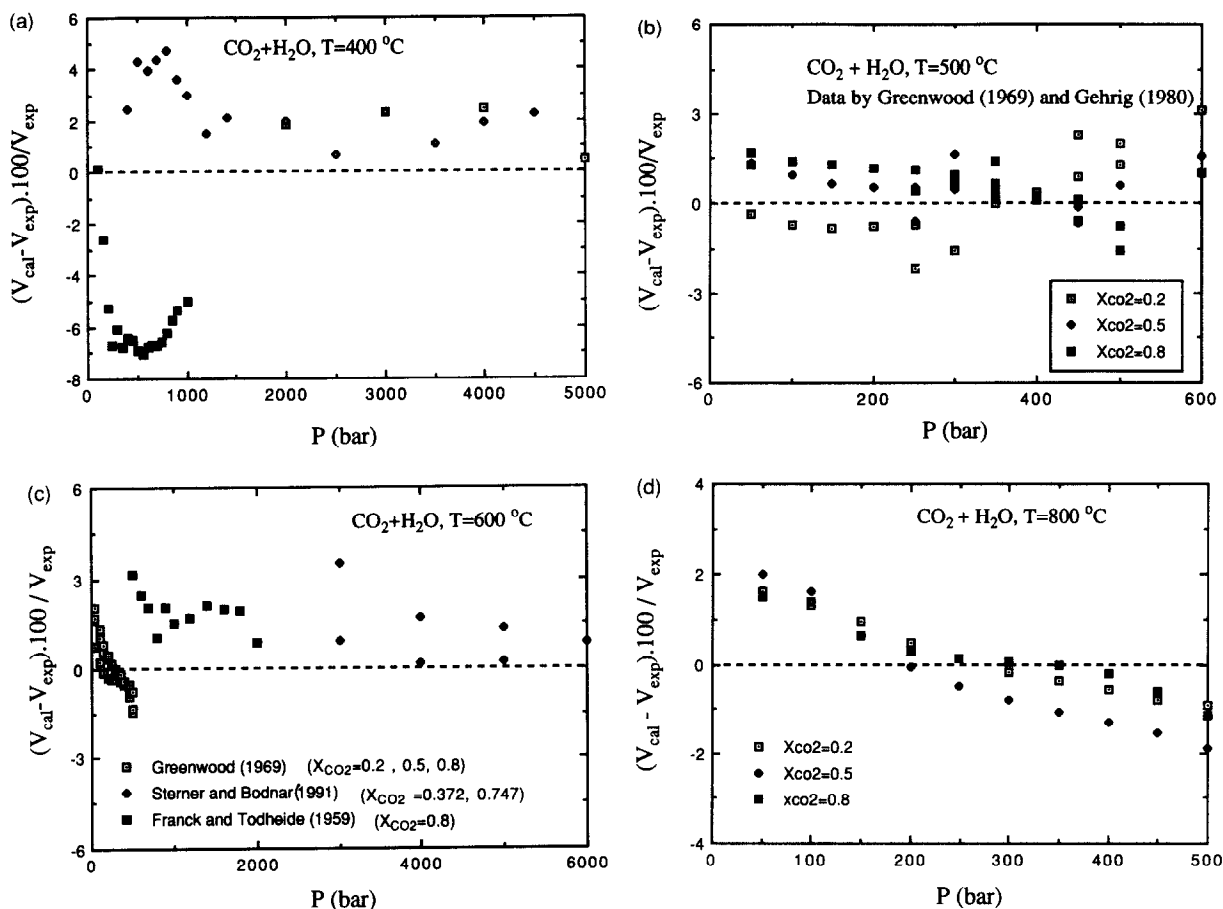 (a)
CO2+H2O, T=400 °C
(Vcal-Vexp).100/Vexp
6
4
2
0
-2
-4
-6
-8
0
1000
2000
3000
4000
5000
P (bar)
(b)
CO2 + H2O, T=500 °C
Data by Greenwood (1969) and Gehrig (1980)
(Vcal-Vexp).100/Vexp
6
3
0
-3
-6
Xco2=0.2
Xco2=0.5
Xco2=0.8
0
200
400
600
P (bar)
(c)
CO2+H2O, T=600 °C
(Vcal-Vexp).100 / Vexp
6
3
0
-3
-6
Greenwood (1969) (XCO2=0.2 , 0.5, 0.8)
Sterner and Bodnar(1991) (XCO2 =0.372, 0.747)
Franck and Todheide (1959) (XCO2=0.8)
0
2000
4000
6000
P (bar)
(d)
CO2 + H2O, T=800 °C
(Vcal - Vexp).100 / Vexp
4
2
0
-2
-4
Xco2=0.2
Xco2=0.5
xco2=0.8
0
100
200
300
400
500
P (bar)